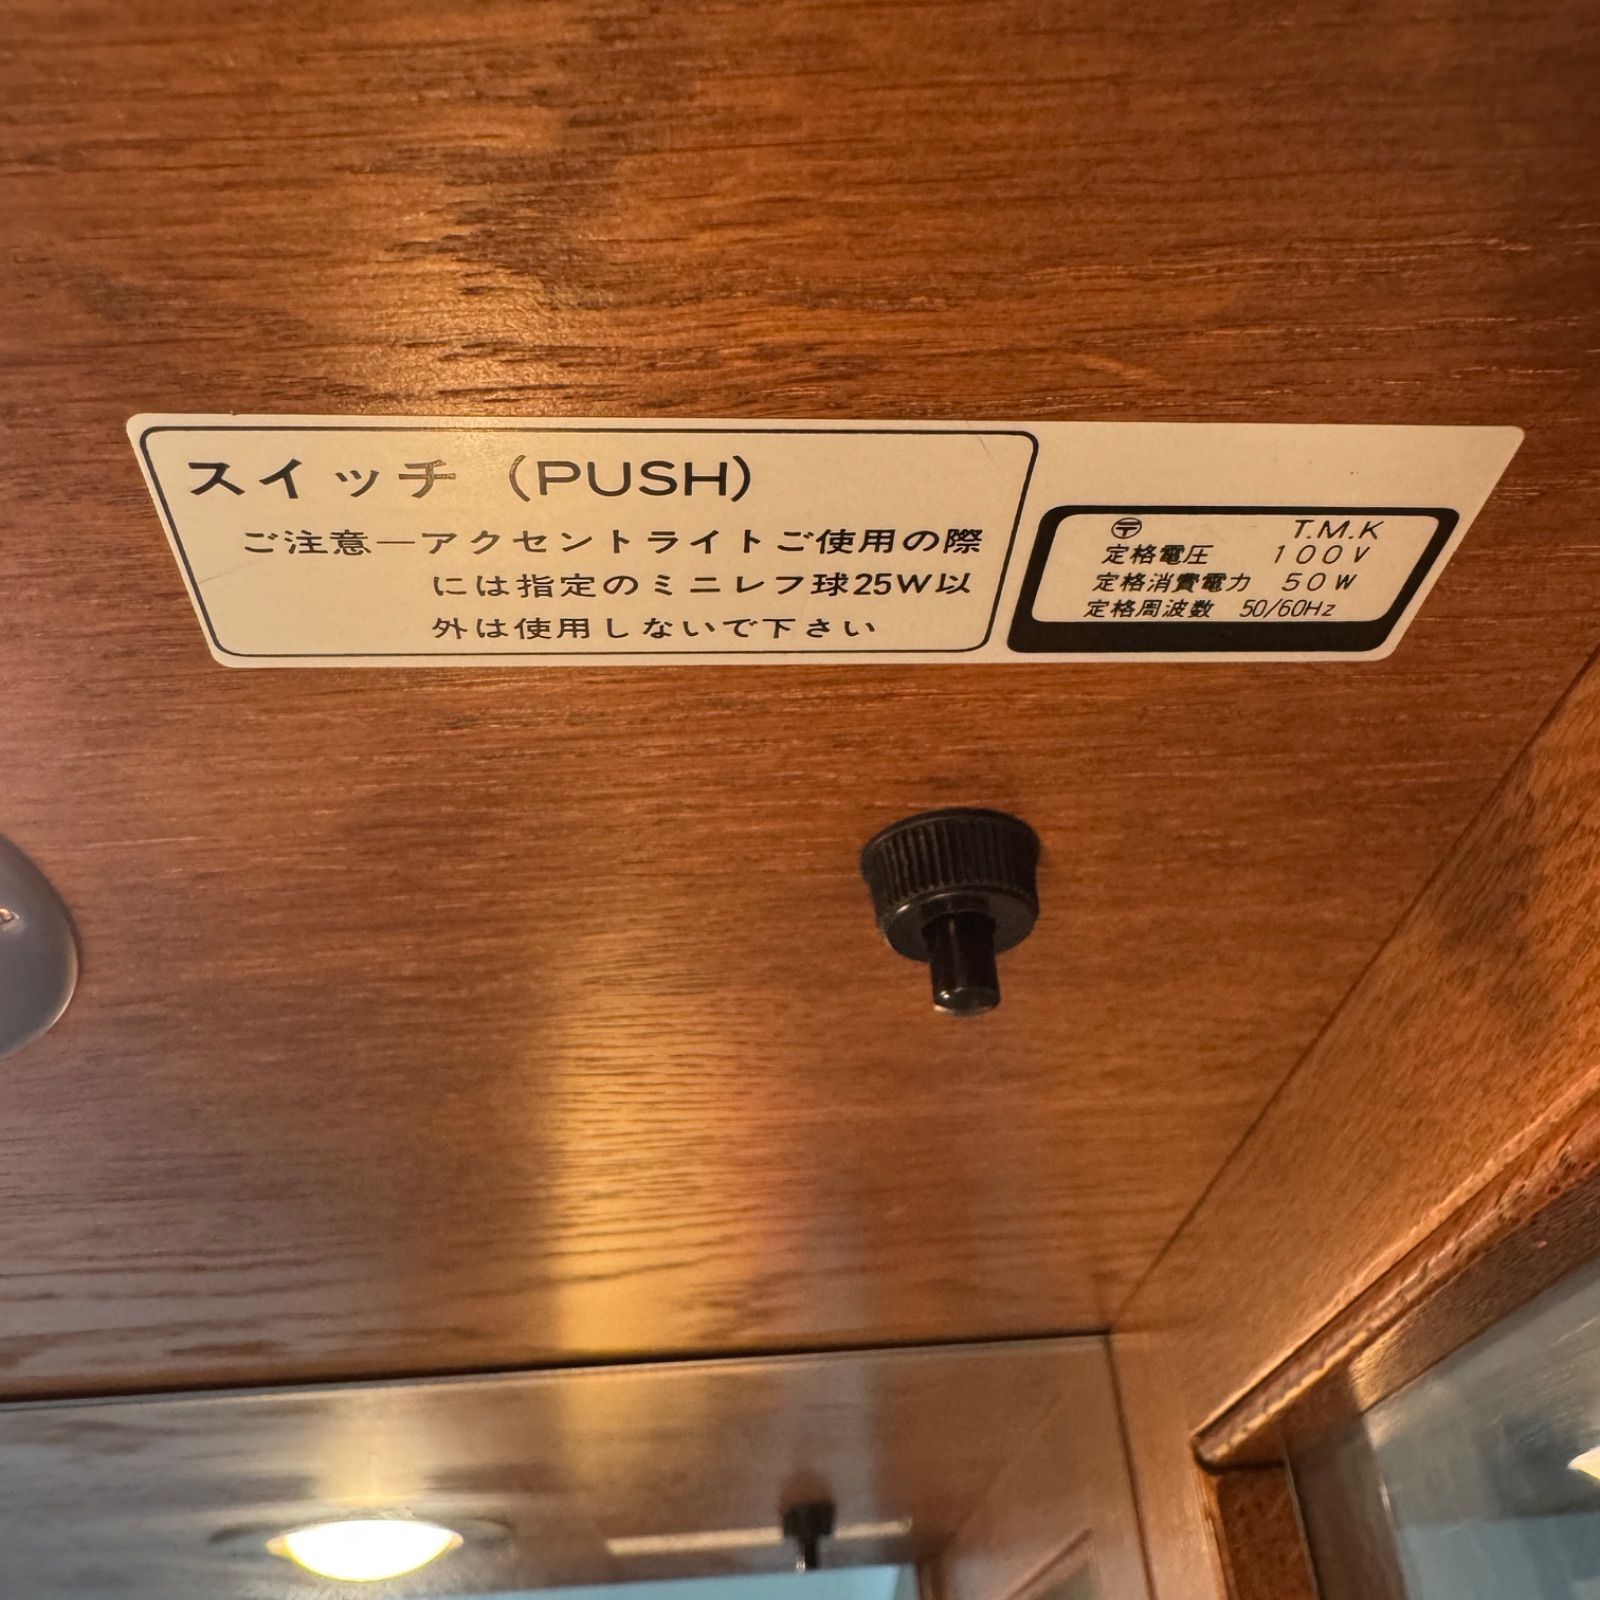 スイッチ (PUSH)
ご注意―アクセントライトご使用の際
には指定のミニレフ球25W以
外は使用しないで下さい
〒 T.M.K
定格電圧 100V
定格消費電力 50W
定格周波数 50/60Hz